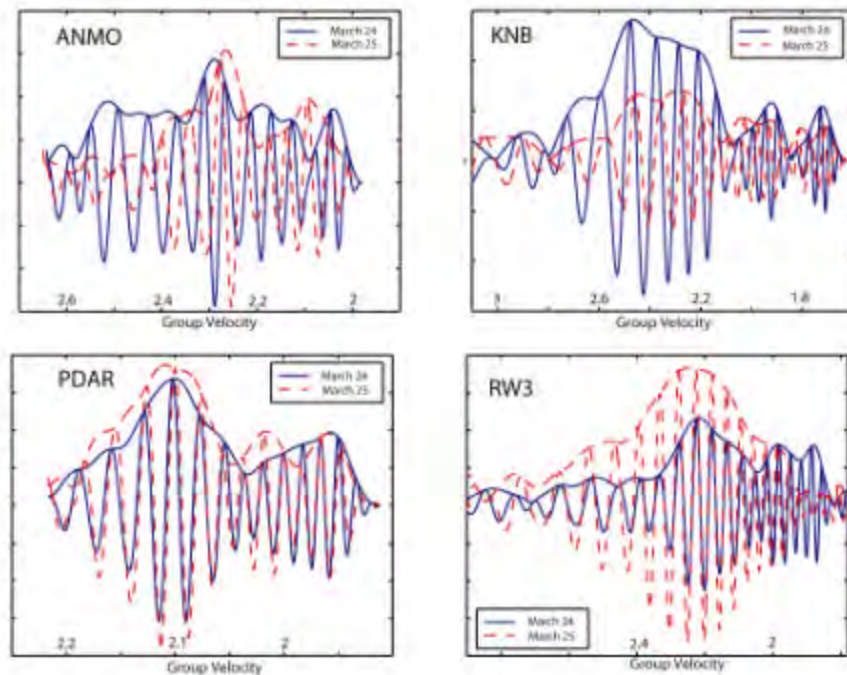 ANMO
March 24
March 25
2.6 2.4 2.2 2
Group Velocity
KNB
March 24
March 25
3 2.6 2.2 1.8
Group Velocity
PDAR
March 24
March 25
2.2 2.1 2
Group Velocity
RW3
March 24
March 25
2.4 2
Group Velocity